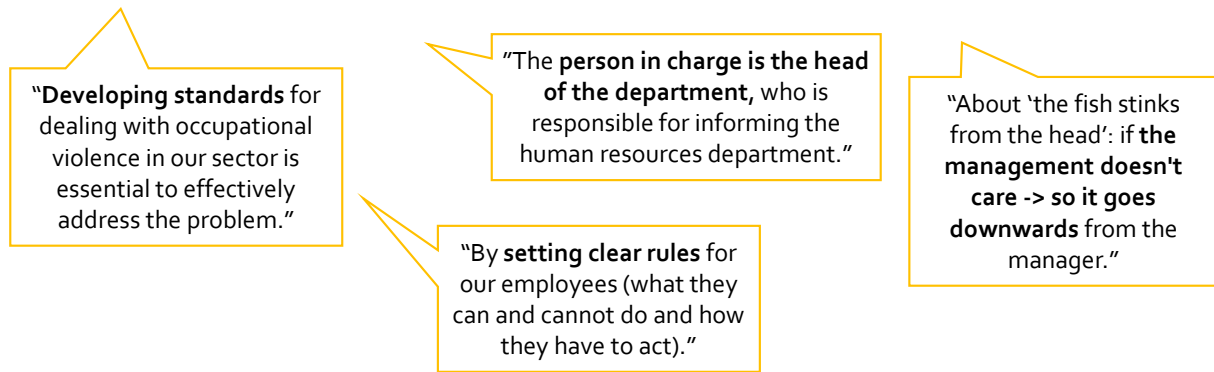 “Developing standards for
dealing with occupational
violence in our sector is
essential to effectively
address the problem.”
“The person in charge is the head
of the department, who is
responsible for informing the
human resources department.”
“By setting clear rules for
our employees (what they
can and cannot do and how
they have to act).”
“About ‘the fish stinks
from the head’: if the
management doesn't
care -> so it goes
downwards from the
manager.”